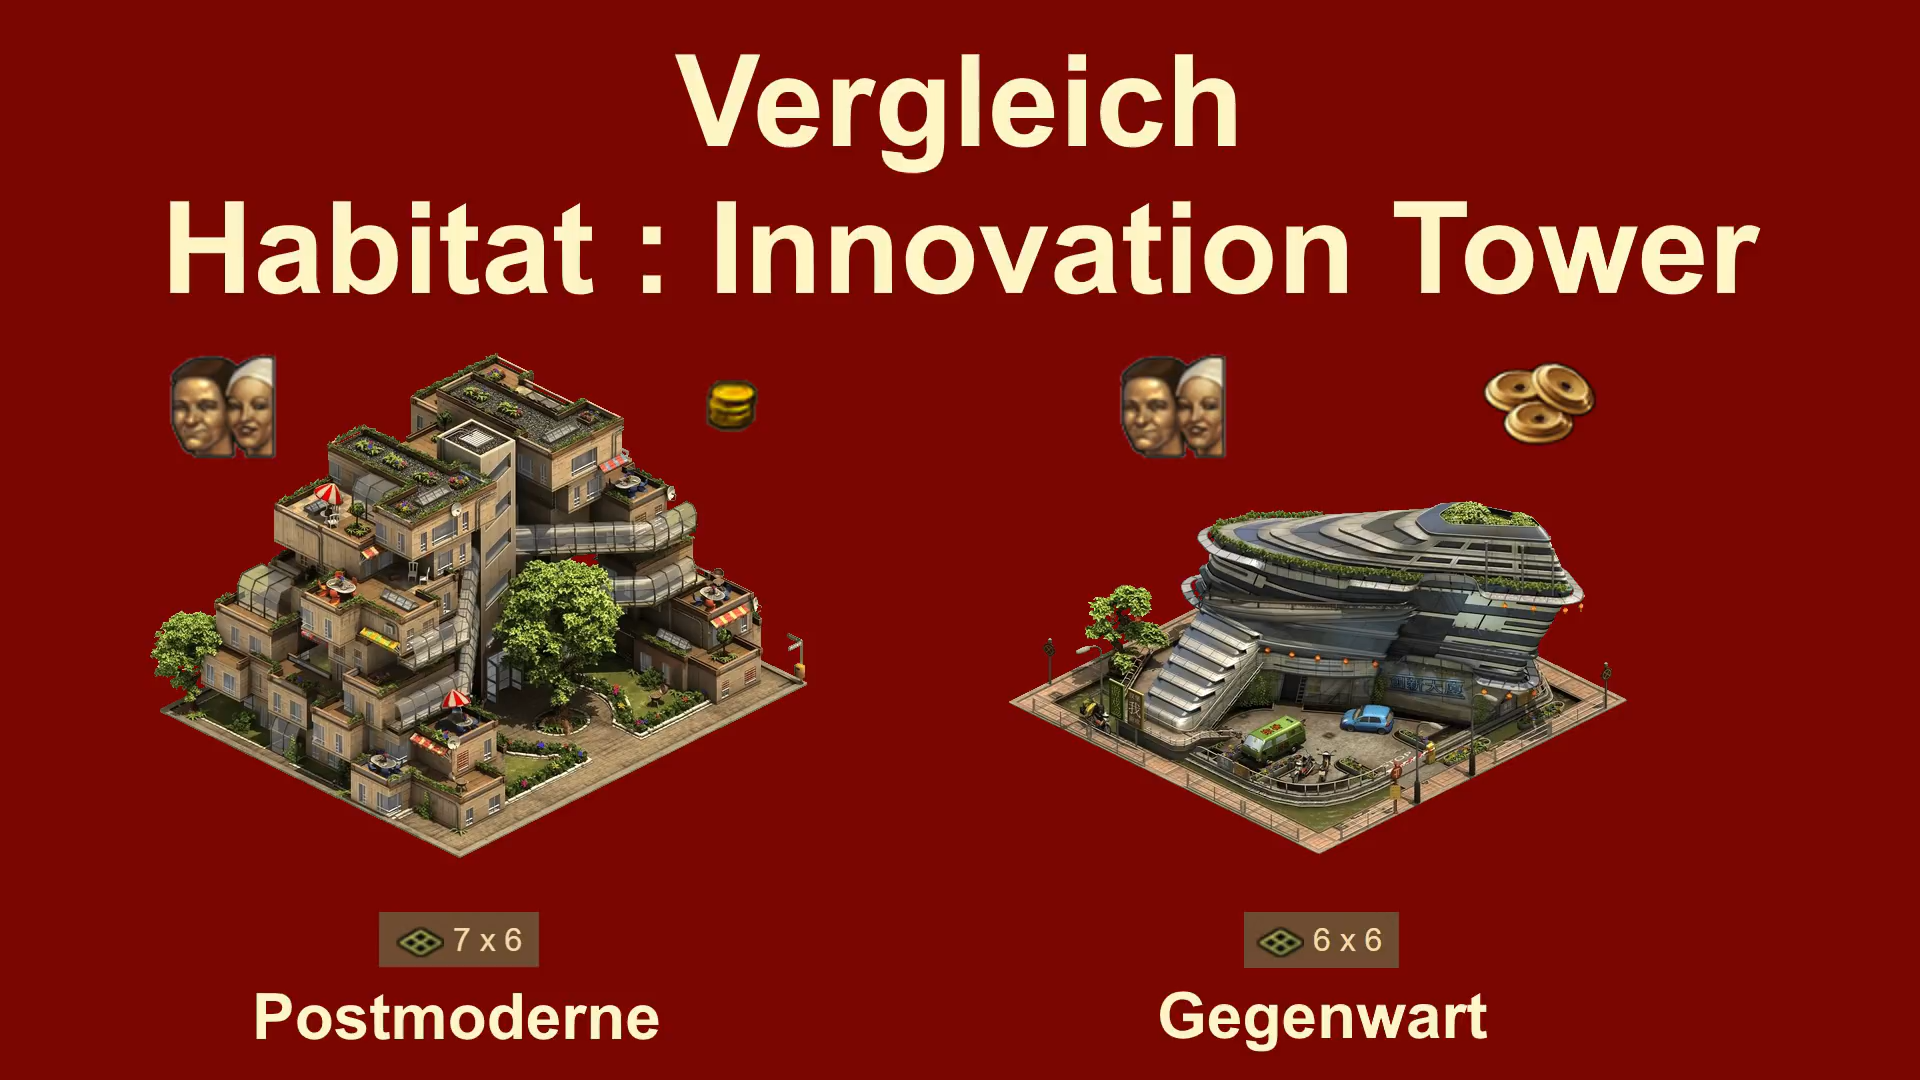 Vergleich
Habitat : Innovation Tower
7 x 6
6 x 6
Postmoderne
Gegenwart